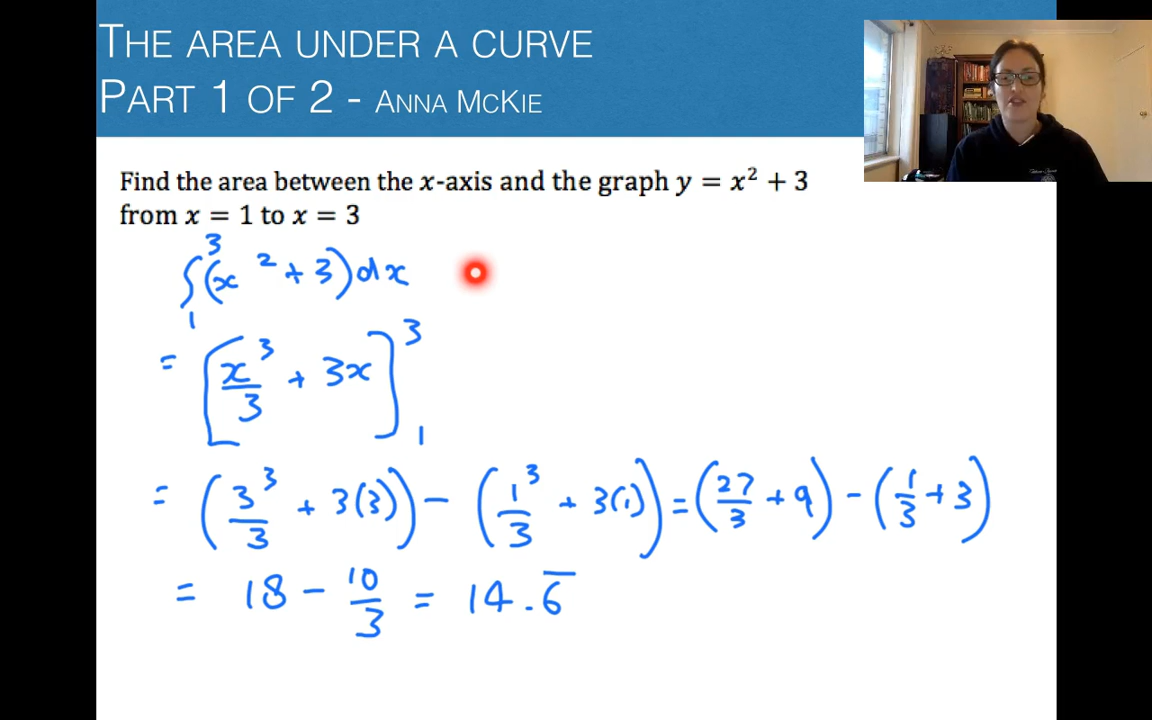 THE AREA UNDER A CURVE
PART 1 OF 2 - ANNA MCKIE
Find the area between the x-axis and the graph y = x² + 3
from x = 1 to x = 3
∫₁³ (x² + 3) dx
= [x³/3 + 3x]₁³
= (3³/3 + 3(3)) - (1³/3 + 3(1)) = (27/3 + 9) - (1/3 + 3)
= 18 - 10/3 = 14.6̅